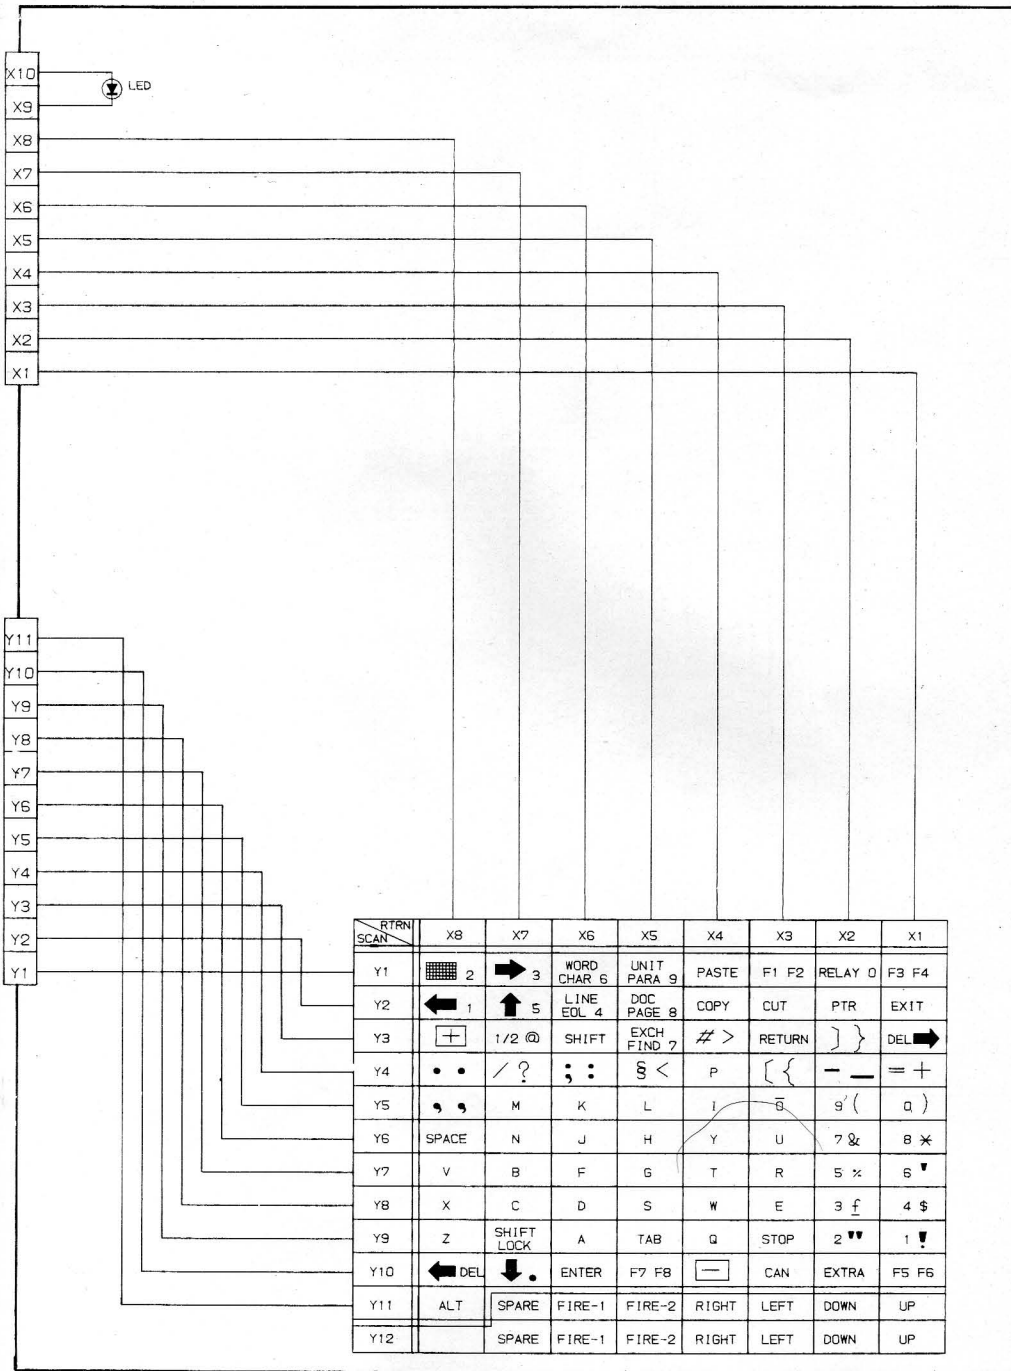 X10
LED
X9
X8
X7
X6
X5
X4
X3
X2
X1
Y11
Y10
Y9
Y8
Y7
Y6
Y5
Y4
Y3
Y2
Y1
RTRN
SCAN X8 X7 X6 X5 X4 X3 X2 X1
Y1 2 3 WORD CHAR 6 UNIT PARA 9 PASTE F1 F2 RELAY 0 F3 F4
Y2 1 5 LINE EOL 4 DOC PAGE 8 COPY CUT PTR EXIT
Y3 + 1/2 @ SHIFT EXCH FIND 7 # > RETURN ] } DEL
Y4 • • / ? ; : § < P [ { - _ = +
Y5 , , M K L I O 9 ( 0 )
Y6 SPACE N J H Y U 7 & 8 *
Y7 V B F G T R 5 % 6 '
Y8 X C D S W E 3 £ 4 $
Y9 Z SHIFT LOCK A TAB Q STOP 2 " 1 !
Y10 DEL . ENTER F7 F8 - CAN EXTRA F5 F6
Y11 ALT SPARE FIRE-1 FIRE-2 RIGHT LEFT DOWN UP
Y12 SPARE FIRE-1 FIRE-2 RIGHT LEFT DOWN UP